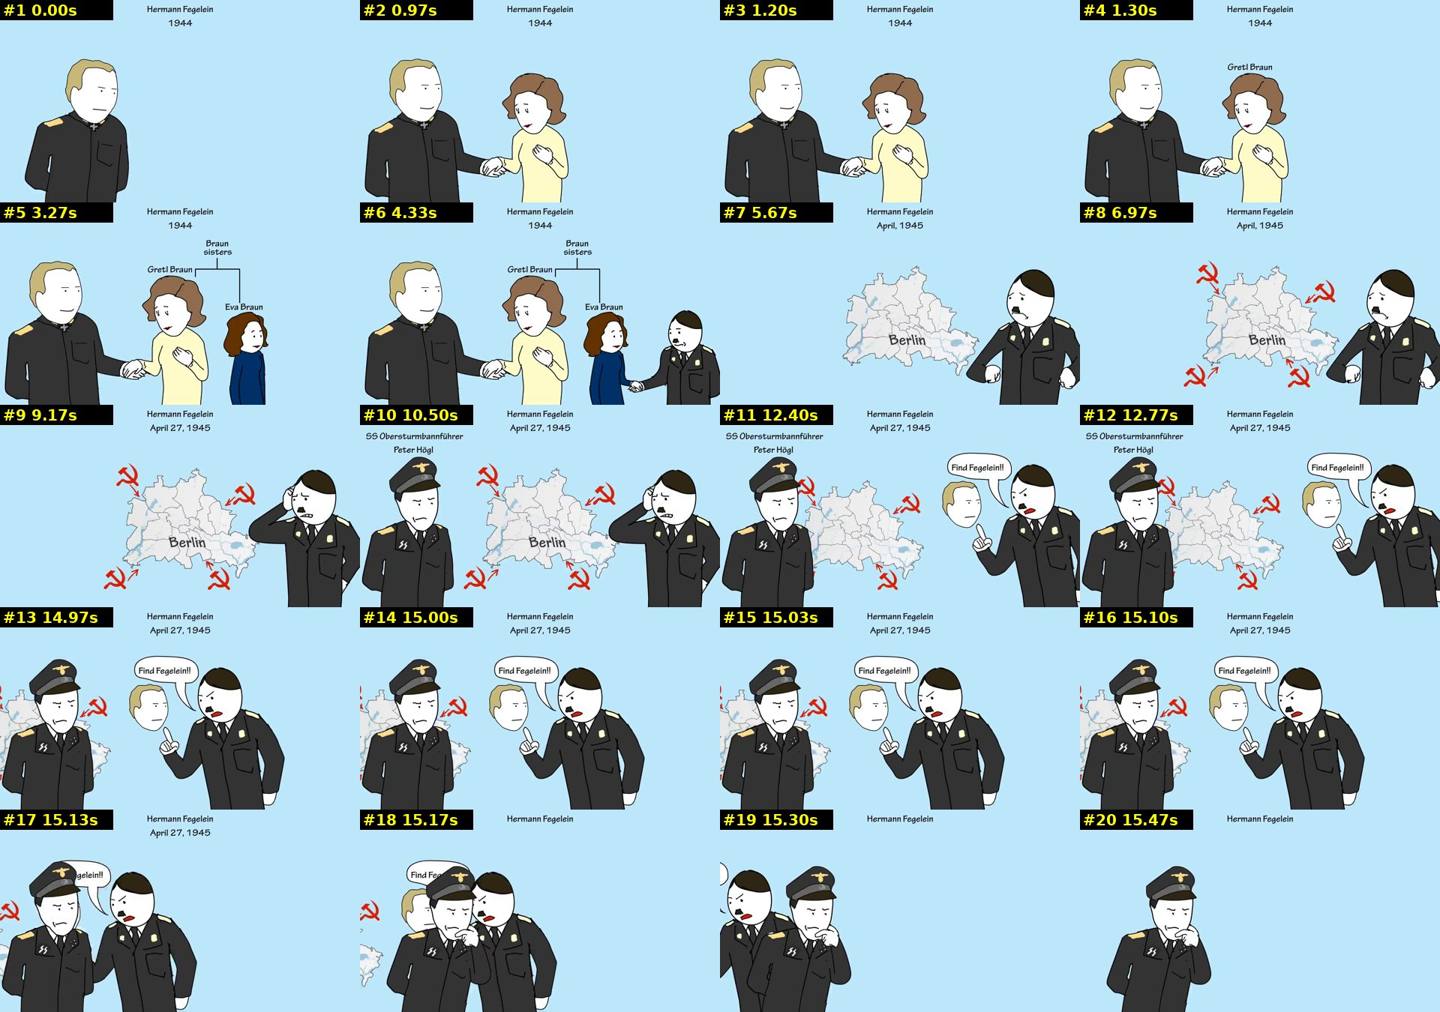 #1 0.00s
Hermann Fegelein
1944
#2 0.97s
Hermann Fegelein
1944
#3 1.20s
Hermann Fegelein
1944
#4 1.30s
Hermann Fegelein
1944
Gretl Braun
#5 3.27s
Hermann Fegelein
1944
Braun
sisters
Gretl Braun
Eva Braun
#6 4.33s
Hermann Fegelein
1944
Braun
sisters
Gretl Braun
Eva Braun
#7 5.67s
Hermann Fegelein
April, 1945
Berlin
#8 6.97s
Hermann Fegelein
April, 1945
Berlin
#9 9.17s
Hermann Fegelein
April 27, 1945
Berlin
#10 10.50s
Hermann Fegelein
April 27, 1945
SS Obersturmbannführer
Peter Högl
Berlin
#11 12.40s
Hermann Fegelein
April 27, 1945
SS Obersturmbannführer
Peter Högl
Find Fegelein!!
#12 12.77s
Hermann Fegelein
April 27, 1945
SS Obersturmbannführer
Peter Högl
Find Fegelein!!
#13 14.97s
Hermann Fegelein
April 27, 1945
Find Fegelein!!
#14 15.00s
Hermann Fegelein
April 27, 1945
Find Fegelein!!
#15 15.03s
Hermann Fegelein
April 27, 1945
Find Fegelein!!
#16 15.10s
Hermann Fegelein
April 27, 1945
Find Fegelein!!
#17 15.13s
Hermann Fegelein
April 27, 1945
gelein!!
#18 15.17s
Hermann Fegelein
Find Feg
#19 15.30s
Hermann Fegelein
#20 15.47s
Hermann Fegelein